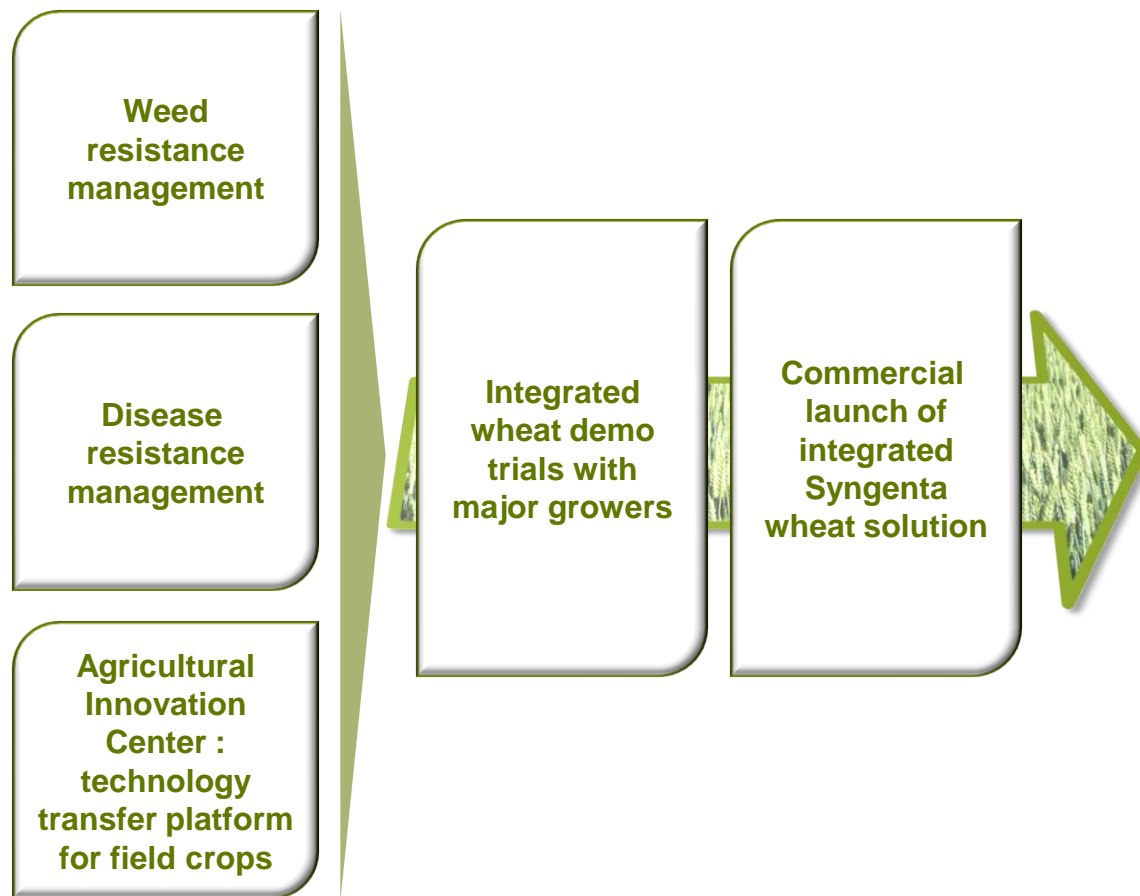 Weed
resistance
management
Disease
resistance
management
Agricultural
Innovation
Center :
technology
transfer platform
for field crops
Integrated
wheat demo
trials with
major growers
Commercial
launch of
integrated
Syngenta
wheat solution